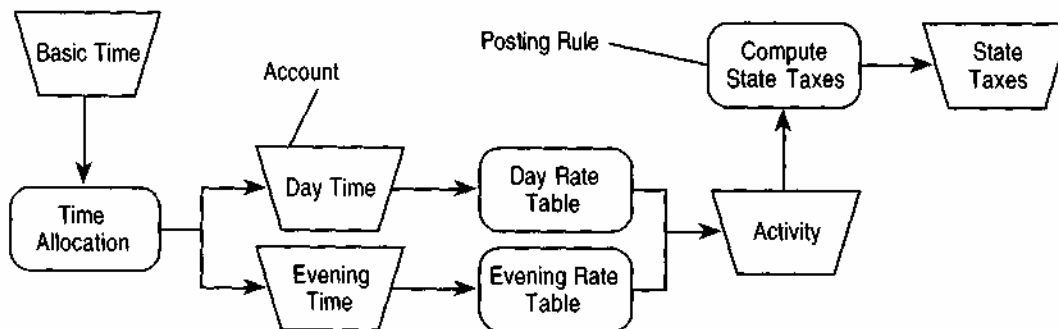 Basic Time
Account
Posting Rule
Compute
State Taxes
State
Taxes
Time
Allocation
Day Time
Day Rate
Table
Evening
Time
Evening Rate
Table
Activity